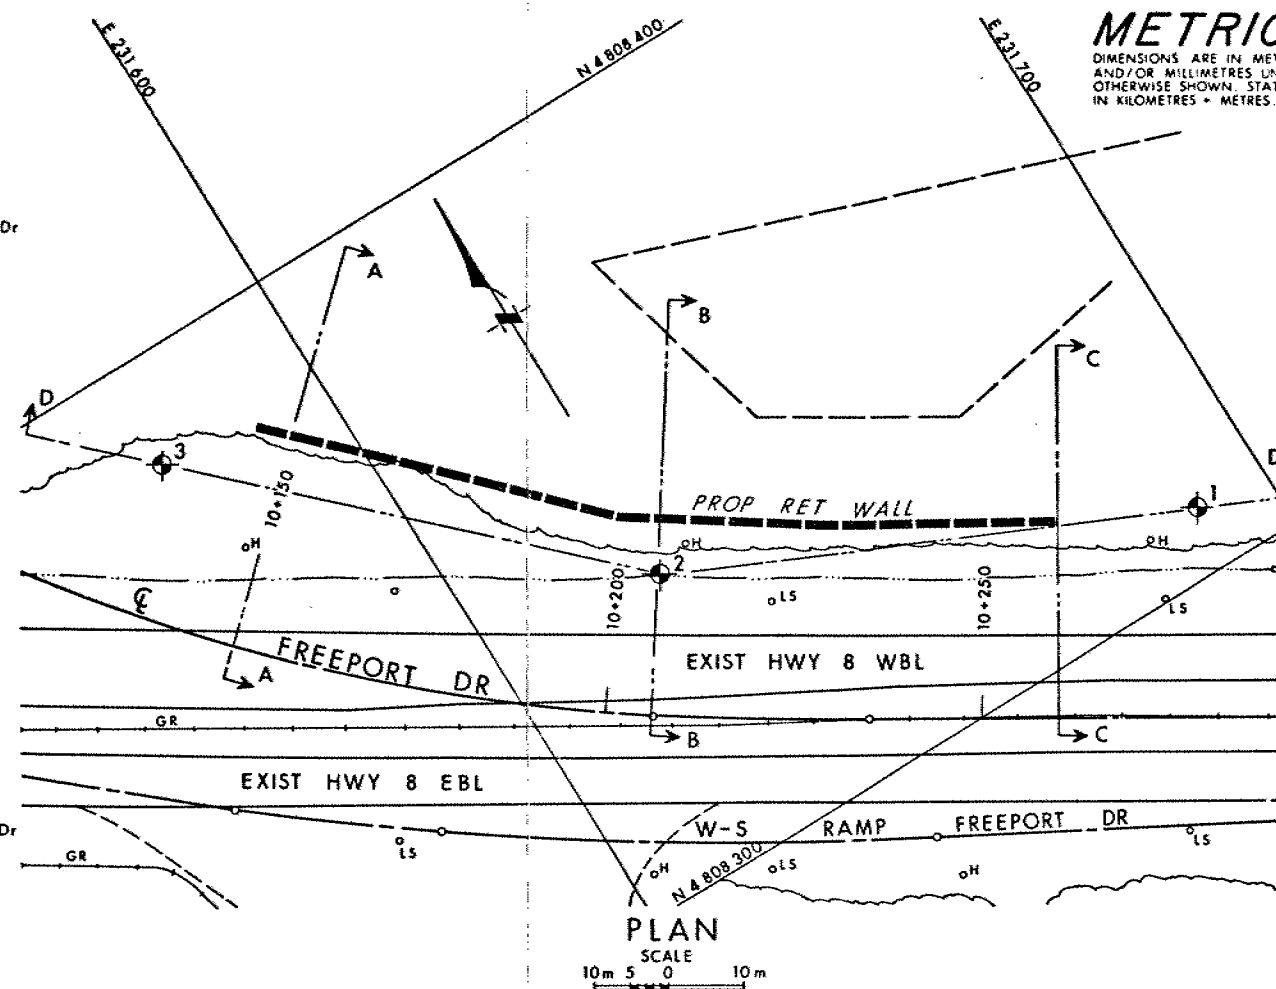 METRIC
DIMENSIONS ARE IN
AND/OR MILLIMETRES
OTHERWISE SHOWN.
IN KILOMETRES + METRES.
E 231 600
N 4 808 400
E 231 700
Dr
A
B
C
D
D
3
1
10+150
PROP RET WALL
H
H
H
2
10+200
LS
10+250
LS
℄
FREEPORT DR
EXIST HWY 8 WBL
A
GR
B
C
EXIST HWY 8 EBL
Dr
W-S RAMP FREEPORT DR
GR
LS
LS
H
N 4 808 300
LS
H
PLAN
SCALE
10m 5 0 10m